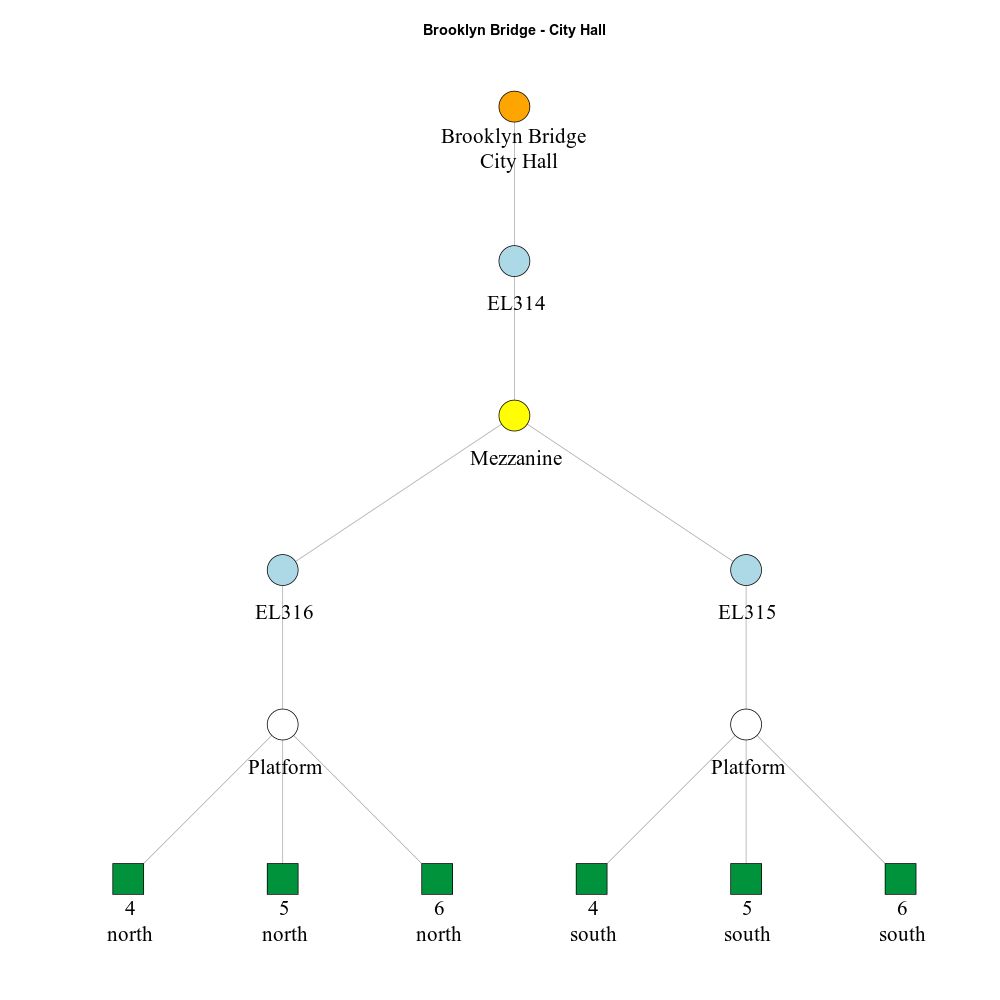 Brooklyn Bridge - City Hall
Brooklyn Bridge
City Hall
EL314
Mezzanine
EL316
EL315
Platform
Platform
4
north
5
north
6
north
4
south
5
south
6
south